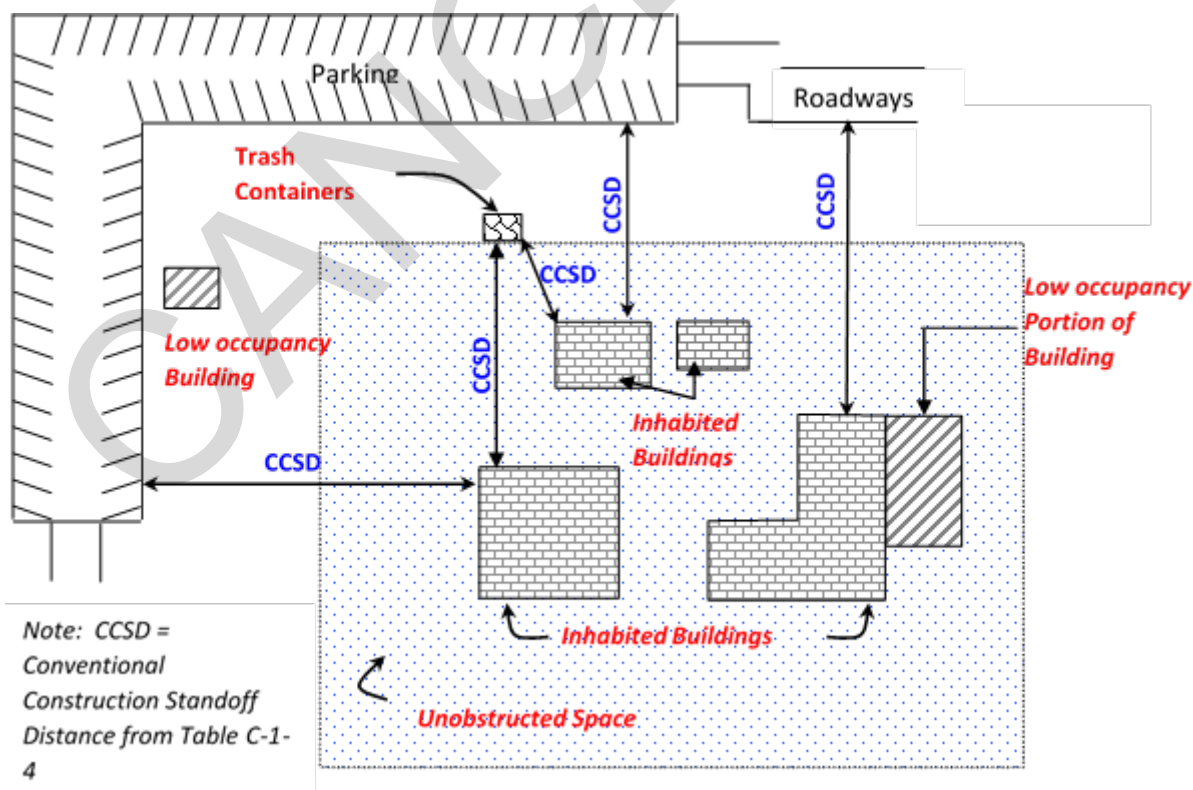 Parking
Roadways
Trash
Containers
CCSD
CCSD
CCSD
Low occupancy
Portion of
Building
Low occupancy
Building
CCSD
Inhabited
Buildings
CCSD
Inhabited Buildings
Note: CCSD =
Conventional
Construction Standoff
Distance from Table C-1-
4
Unobstructed Space